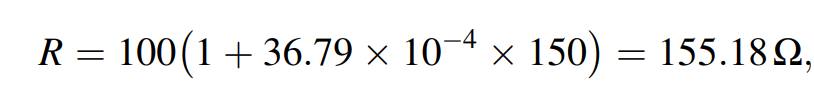 R = 100(1 + 36.79 × 10⁻⁴ × 150) = 155.18 Ω,